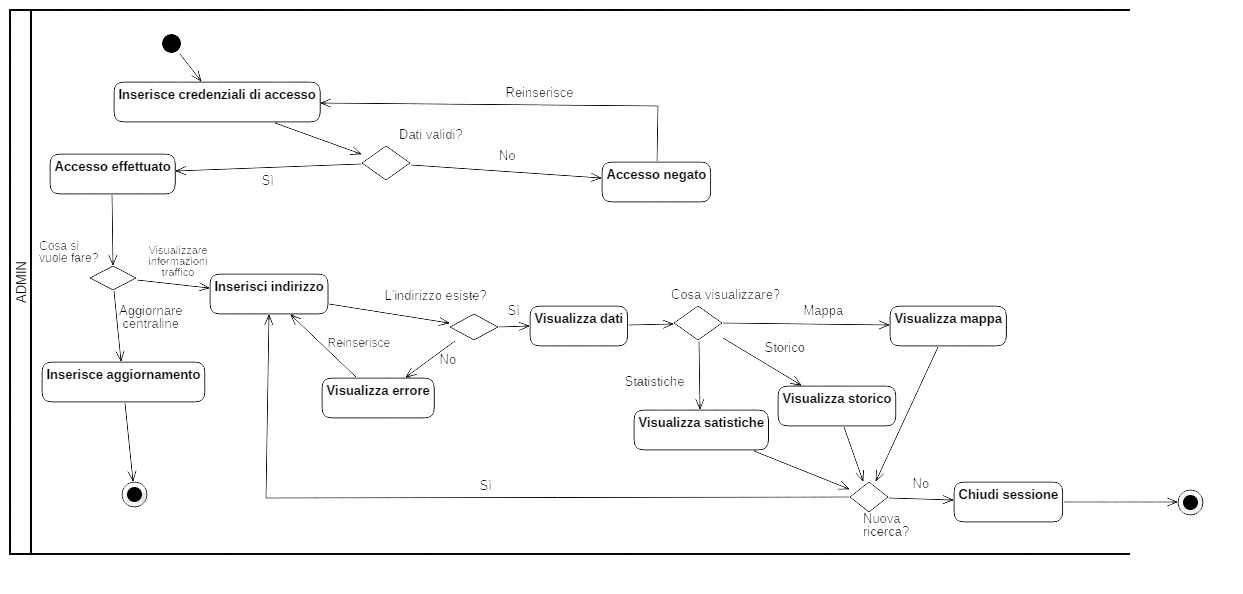 ADMIN
Inserisce credenziali di accesso
Reinserisce
Dati validi?
No
Accesso negato
Sì
Accesso effettuato
Cosa si
vuole fare?
Visualizzare
informazioni
traffico
Aggiornare
centraline
Inserisce aggiornamento
Inserisci indirizzo
L'indirizzo esiste?
Sì
No
Reinserisce
Visualizza errore
Visualizza dati
Cosa visualizzare?
Mappa
Visualizza mappa
Storico
Visualizza storico
Statistiche
Visualizza satistiche
Sì
Nuova
ricerca?
No
Chiudi sessione